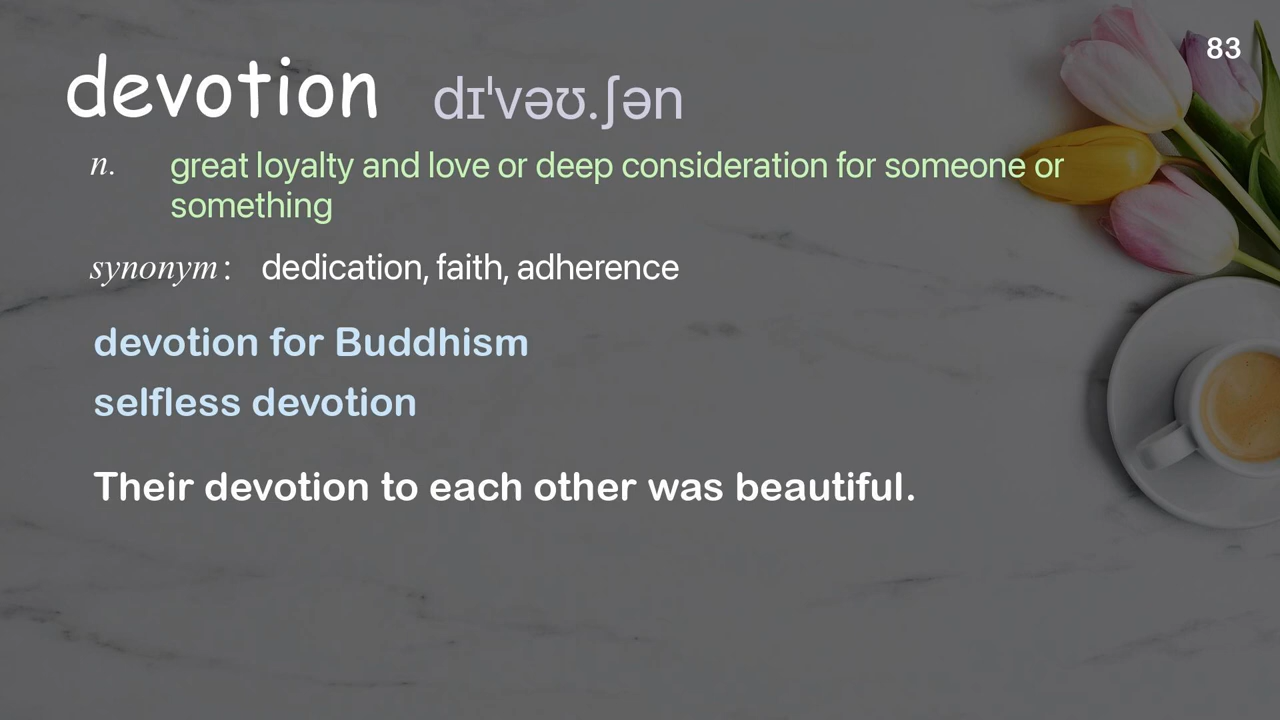 83
devotion dɪˈvəʊ.ʃən
n. great loyalty and love or deep consideration for someone or
something
synonym: dedication, faith, adherence
devotion for Buddhism
selfless devotion
Their devotion to each other was beautiful.